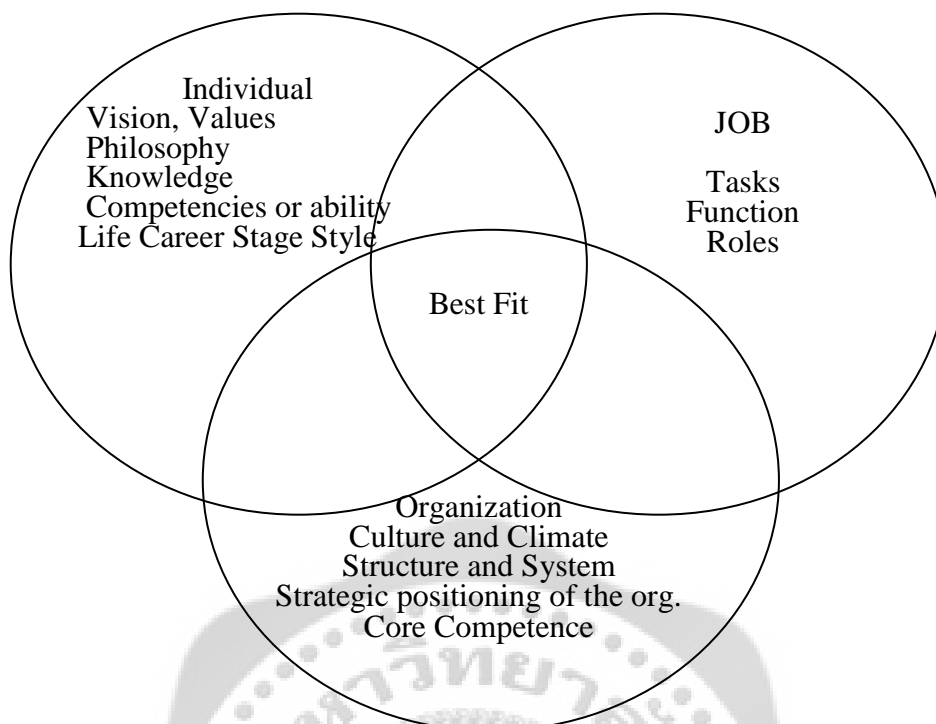 Individual
Vision, Values
Philosophy
Knowledge
Competencies or ability
Life Career Stage Style
JOB
Tasks
Function
Roles
Best Fit
Organization
Culture and Climate
Structure and System
Strategic positioning of the org.
Core Competence